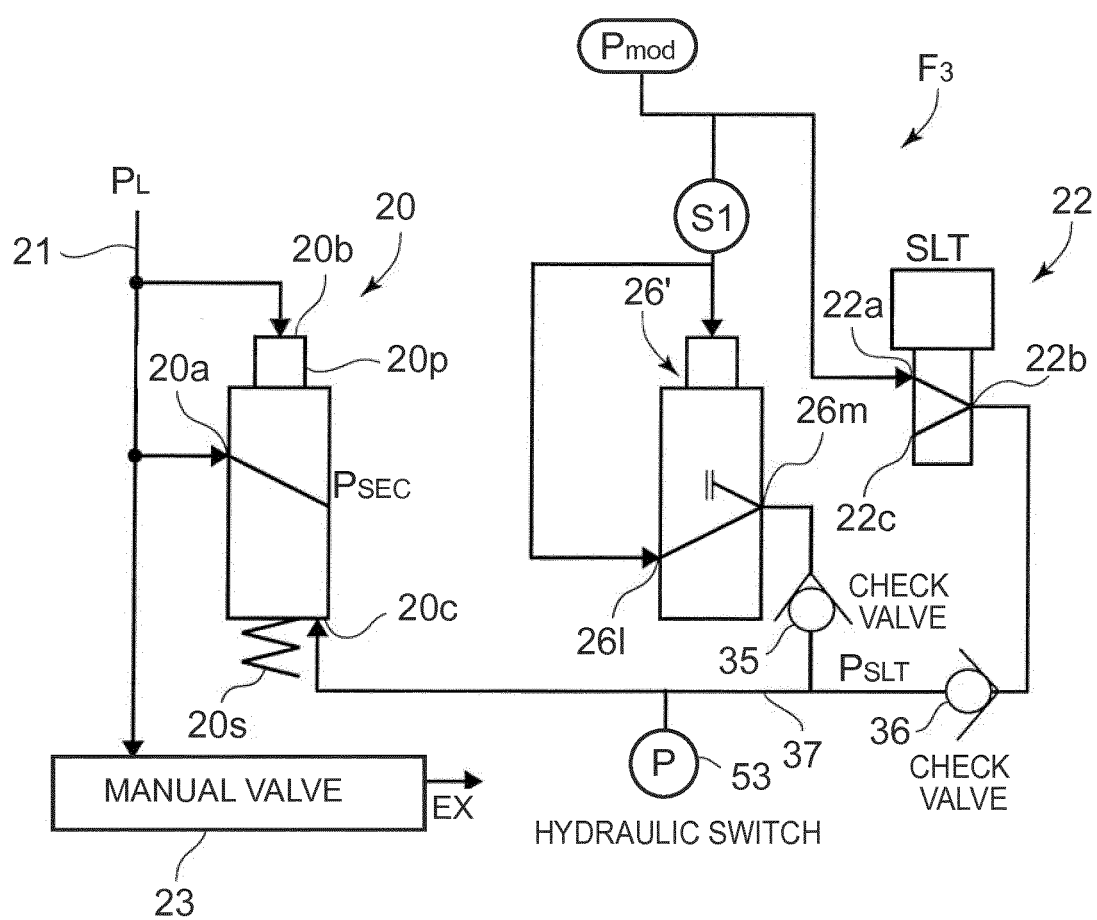 Pmod
F3
PL
20
22
21
20b
S1
SLT
26'
22a
20a
20p
22b
26m
PSEC
22c
20c
CHECK
VALVE
26l
35
PSLT
20s
36
37
P
53
CHECK
VALVE
MANUAL VALVE
EX
HYDRAULIC SWITCH
23